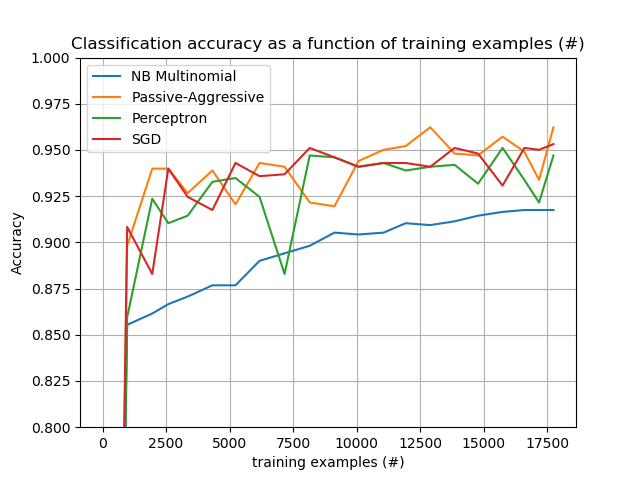 Classification accuracy as a function of training examples (#)
NB Multinomial
Passive-Aggressive
Perceptron
SGD
1.000
0.975
0.950
0.925
0.900
0.875
0.850
0.825
0.800
Accuracy
0 2500 5000 7500 10000 12500 15000 17500
training examples (#)